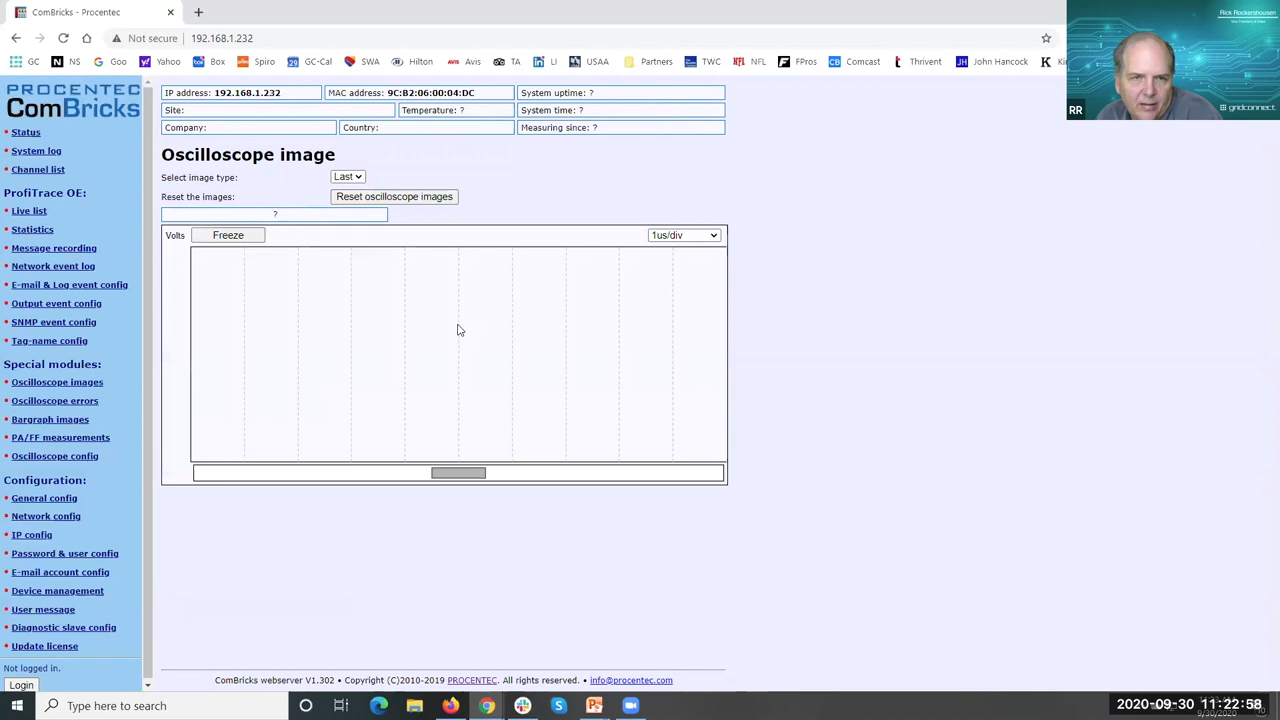 ComBricks - Procentec
Not secure
192.168.1.232
GC
NS
Goo
Yahoo
Box
Spiro
GC-Cal
Hilton
Avis
TA
LI
USAA
Partners
TWC
NFL
FPros
Comcast
Thrivent
John Hancock
Rick Rockershousen
RR
gridconnect
PROCENTEC
ComBricks
Status
System log
Channel list
ProfiTrace OE:
Live list
Statistics
Message recording
Network event log
E-mail & Log event config
Output event config
SNMP event config
Tag-name config
Special modules:
Oscilloscope images
Oscilloscope errors
Bargraph images
PA/FF measurements
Oscilloscope config
Configuration:
General config
Network config
IP config
Password & user config
E-mail account config
Device management
User message
Diagnostic slave config
Update license
Not logged in.
Login
IP address: 192.168.1.232
MAC address: 9C:B2:06:00:04:DC
System uptime: ?
Site:
Temperature: ?
System time: ?
Company:
Country:
Measuring since: ?
Oscilloscope image
Select image type:
Last
Reset the images:
Reset oscilloscope images
?
Volts
Freeze
1us/div
ComBricks webserver V1.302 • Copyright (C)2010-2019 PROCENTEC. All rights reserved. • info@procentec.com
Type here to search
2020-09-30 11:22:58